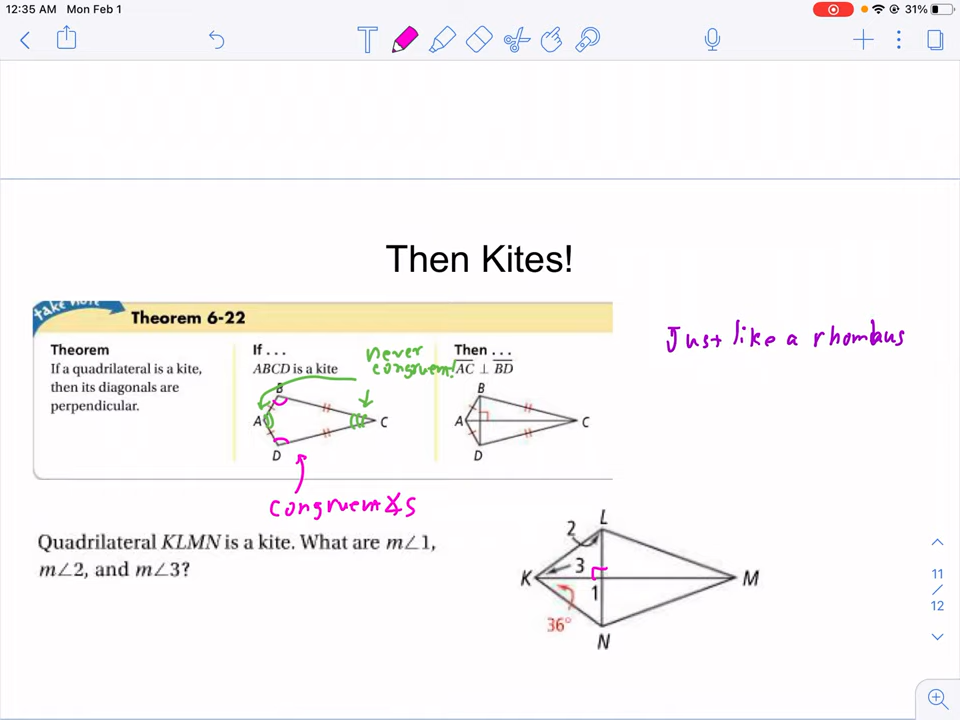 12:35 AM Mon Feb 1
31%
T
Then Kites!
take note
Theorem 6-22
Theorem
If a quadrilateral is a kite,
then its diagonals are
perpendicular.
If . . .
ABCD is a kite
never
congruent!
B
A
C
D
congruent ∡s
Then . . .
AC ⊥ BD
B
A
C
D
Just like a rhombus
Quadrilateral KLMN is a kite. What are m∠1,
m∠2, and m∠3?
L
2
3
K
M
1
36°
N
11
/
12